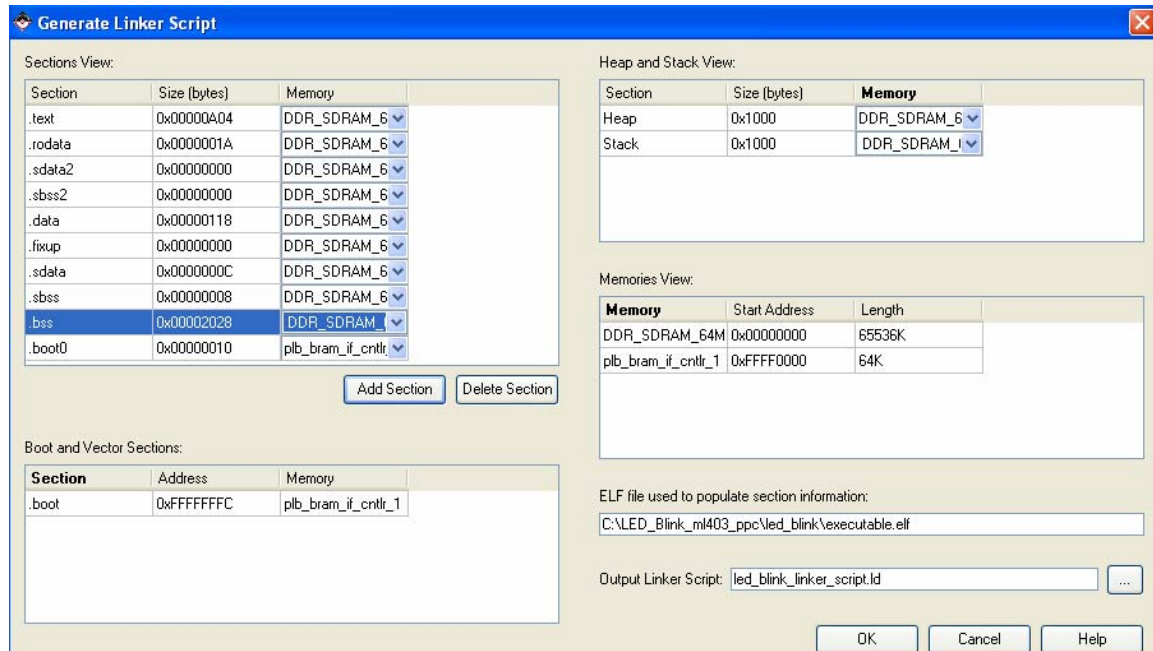 Generate Linker Script
Sections View:
Section Size (bytes) Memory
.text 0x00000A04 DDR_SDRAM_6
.rodata 0x0000001A DDR_SDRAM_6
.sdata2 0x00000000 DDR_SDRAM_6
.sbss2 0x00000000 DDR_SDRAM_6
.data 0x00000118 DDR_SDRAM_6
.fixup 0x00000000 DDR_SDRAM_6
.sdata 0x0000000C DDR_SDRAM_6
.sbss 0x00000008 DDR_SDRAM_6
.bss 0x00002028 DDR_SDRAM_
.boot0 0x00000010 plb_bram_if_cntlr_
Add Section Delete Section
Boot and Vector Sections:
Section Address Memory
.boot 0xFFFFFFFC plb_bram_if_cntlr_1
Heap and Stack View:
Section Size (bytes) Memory
Heap 0x1000 DDR_SDRAM_6
Stack 0x1000 DDR_SDRAM_
Memories View:
Memory Start Address Length
DDR_SDRAM_64M 0x00000000 65536K
plb_bram_if_cntlr_1 0xFFFF0000 64K
ELF file used to populate section information:
C:\LED_Blink_ml403_ppc\led_blink\executable.elf
Output Linker Script: led_blink_linker_script.ld ...
OK Cancel Help